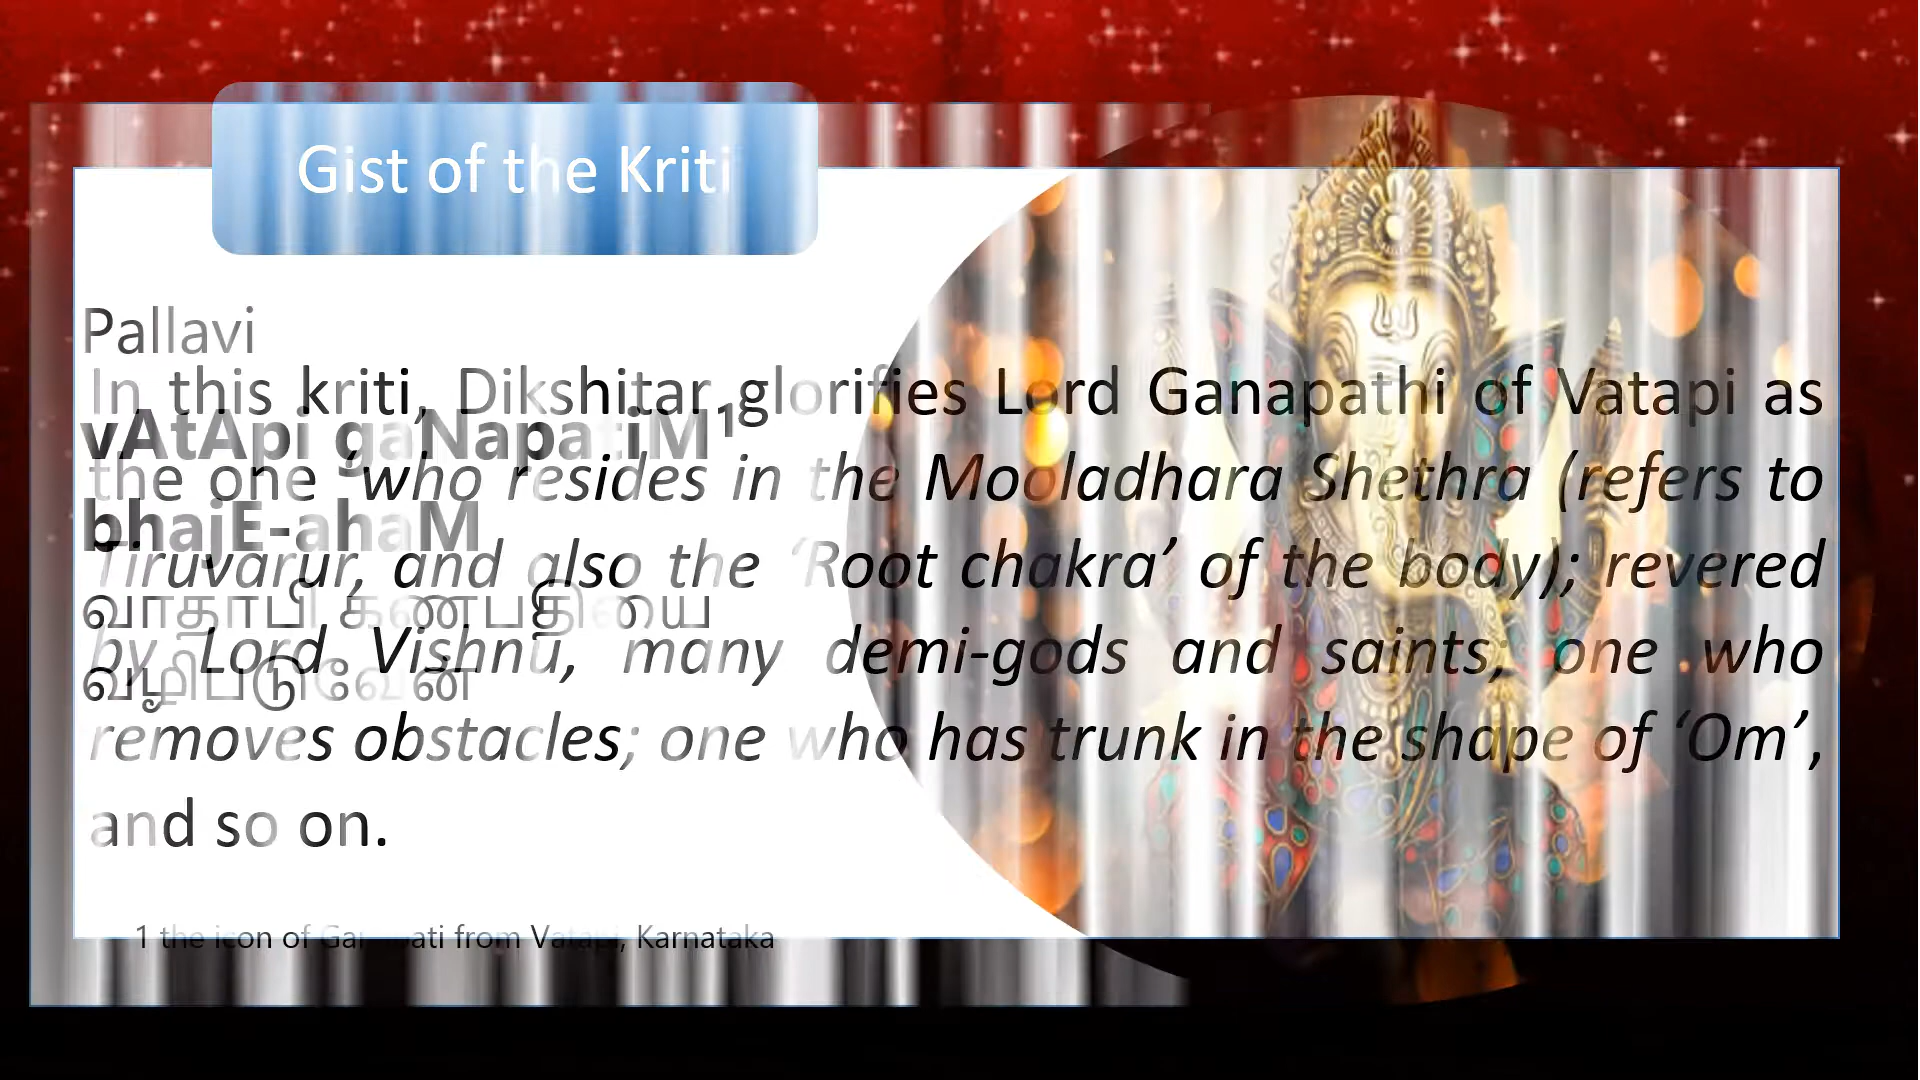 Gist of the Kriti
Pallavi
In this kriti, Dikshitar glorifies Lord Ganapathi of Vatapi as
vAtApi gaNapatiM¹
the one ‘who resides in the Mooladhara Shethra (refers to
bhajE-ahaM
Tiruvarur, and also the ‘Root chakra’ of the body); revered
வாதாபி கணபதியை
by Lord Vishnu, many demi-gods and saints; one who
வழிபடுவேன்
removes obstacles; one who has trunk in the shape of ‘Om’,
and so on.
1 the icon of Ganapati from Vatapi, Karnataka